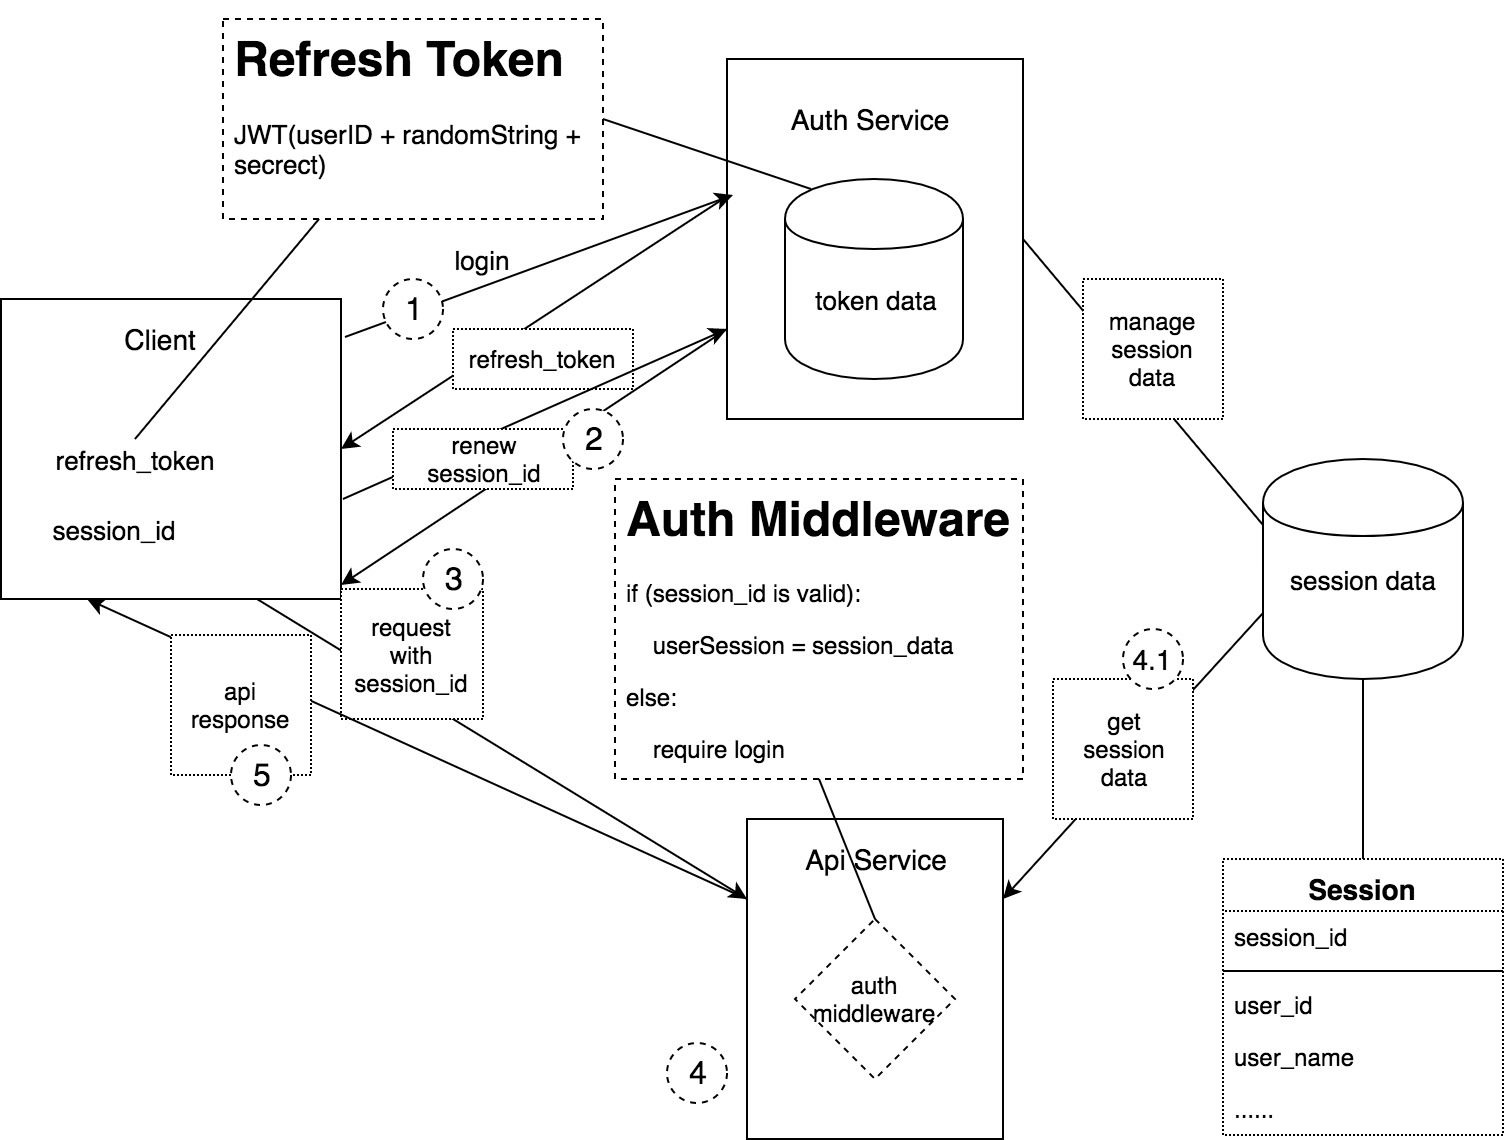 Refresh Token
JWT(userID + randomString +
secrect)
Auth Service
token data
login
1
Client
refresh_token
refresh_token
session_id
2
renew
session_id
manage
session
data
session data
Auth Middleware
if (session_id is valid):
userSession = session_data
else:
require login
3
request
with
session_id
api
response
5
4.1
get
session
data
Api Service
auth
middleware
4
Session
session_id
user_id
user_name
......